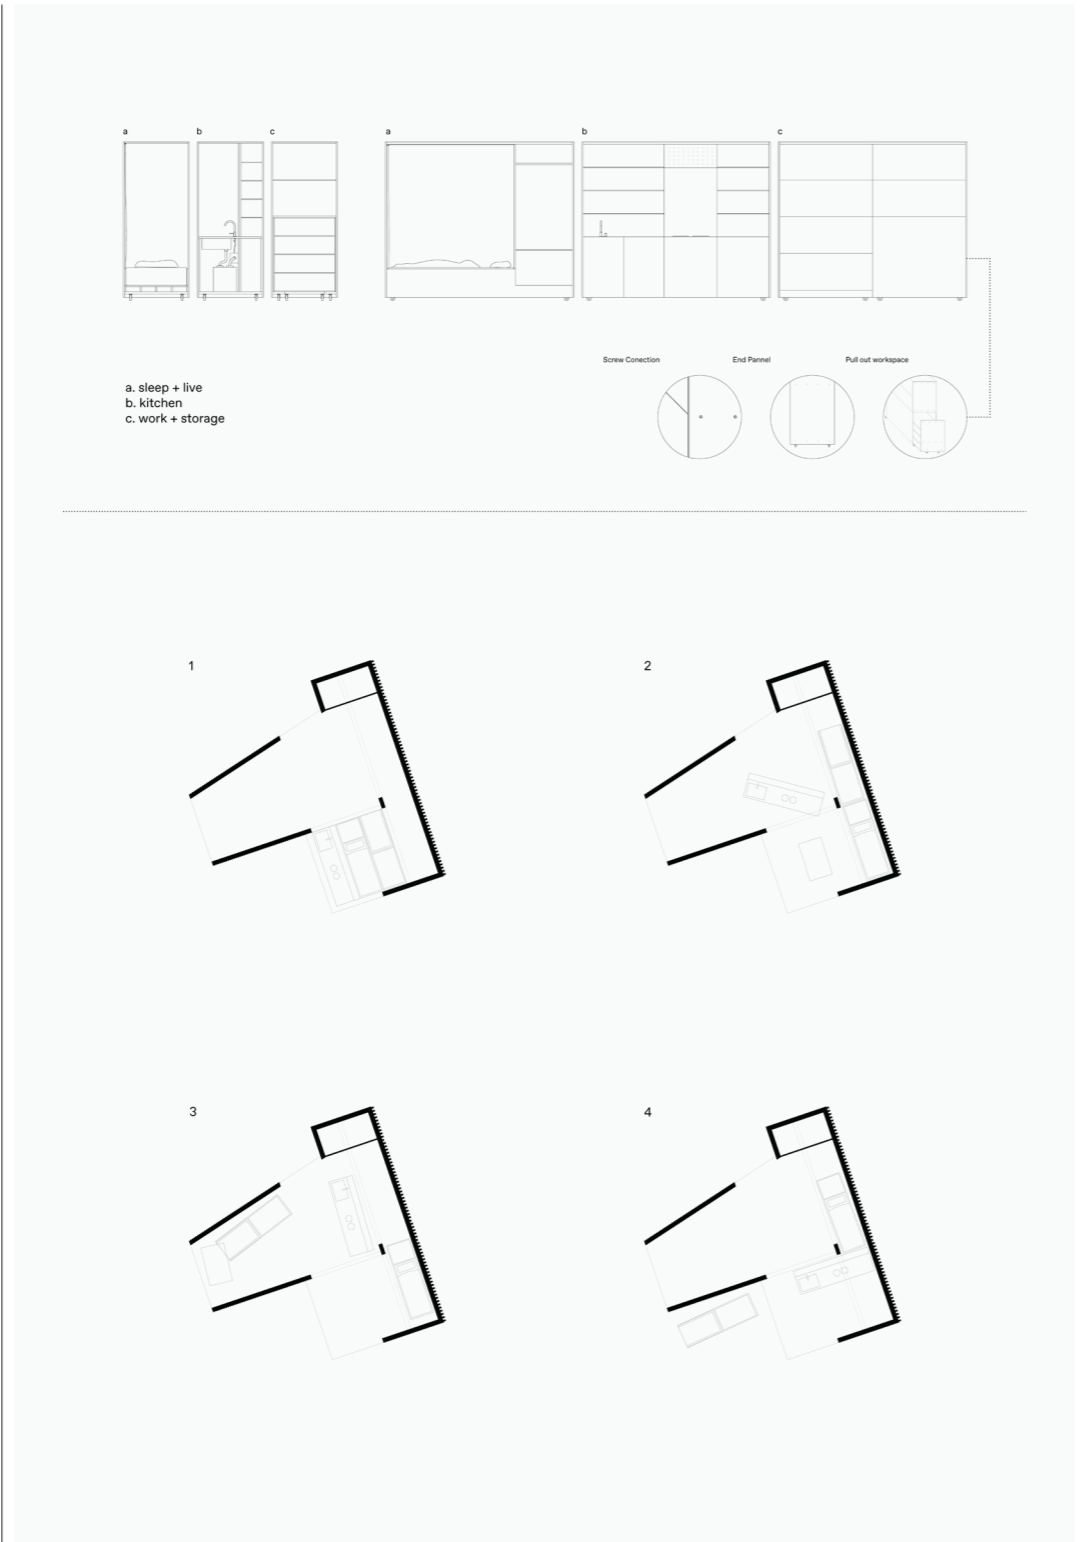 a
b
c
a
b
c
Screw Conection
End Pannel
Pull out workspace
a. sleep + live
b. kitchen
c. work + storage
1
2
3
4